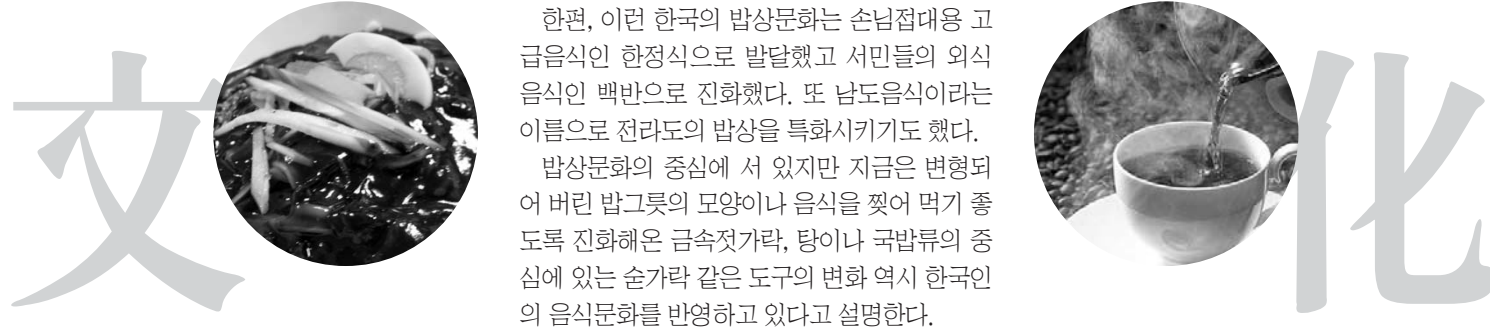 文
한편, 이런 한국의 밥상문화는 손님접대용 고
급음식인 한정식으로 발달했고 서민들의 외식
음식인 백반으로 진화했다. 또 남도음식이라는
이름으로 전라도의 밥상을 특화시키기도 했다.
밥상문화의 중심에 서 있지만 지금은 변형되
어 버린 밥그릇의 모양이나 음식을 찢어 먹기 좋
도록 진화해온 금속젓가락, 탕이나 국밥류의 중
심에 있는 숟가락 같은 도구의 변화 역시 한국인
의 음식문화를 반영하고 있다고 설명한다.
化